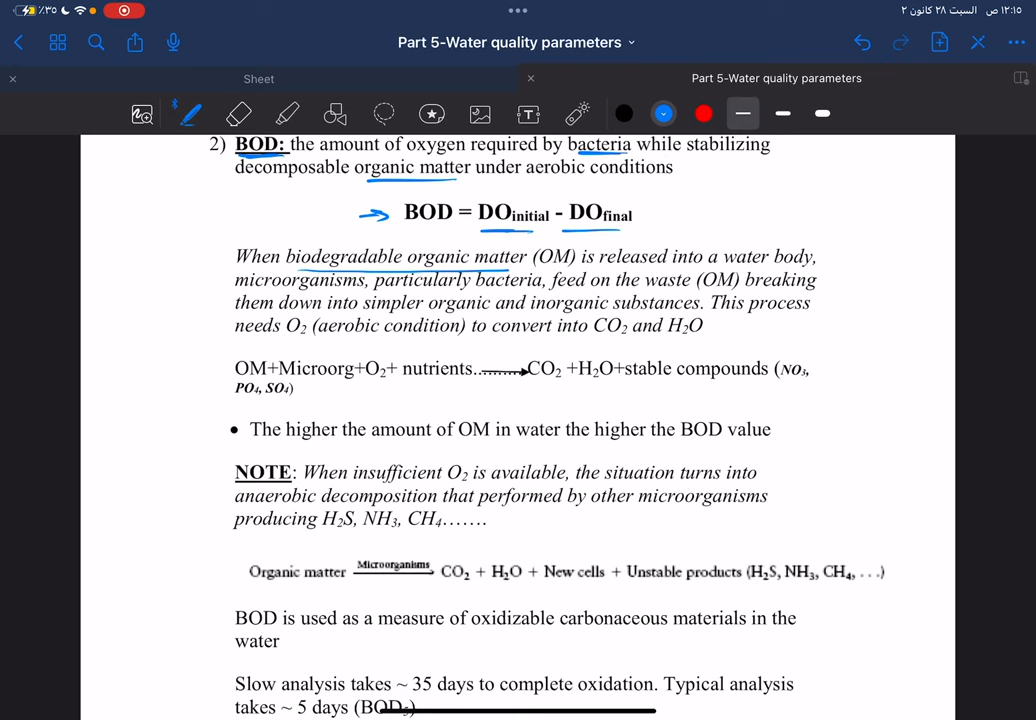 ٪٣٥
١٢:١٥ ص السبت ٢٨ كانون ٢
Part 5-Water quality parameters
Sheet
Part 5-Water quality parameters
2) BOD: the amount of oxygen required by bacteria while stabilizing
decomposable organic matter under aerobic conditions
BOD = DOinitial - DOfinal
When biodegradable organic matter (OM) is released into a water body,
microorganisms, particularly bacteria, feed on the waste (OM) breaking
them down into simpler organic and inorganic substances. This process
needs O₂ (aerobic condition) to convert into CO₂ and H₂O
OM+Microorg+O₂+ nutrients..........CO₂ +H₂O+stable compounds (NO₃,
PO₄, SO₄)
• The higher the amount of OM in water the higher the BOD value
NOTE: When insufficient O₂ is available, the situation turns into
anaerobic decomposition that performed by other microorganisms
producing H₂S, NH₃, CH₄…….
Organic matter Microorganisms CO₂ + H₂O + New cells + Unstable products (H₂S, NH₃, CH₄, . . .)
BOD is used as a measure of oxidizable carbonaceous materials in the
water
Slow analysis takes ~ 35 days to complete oxidation. Typical analysis
takes ~ 5 days (BOD₅)